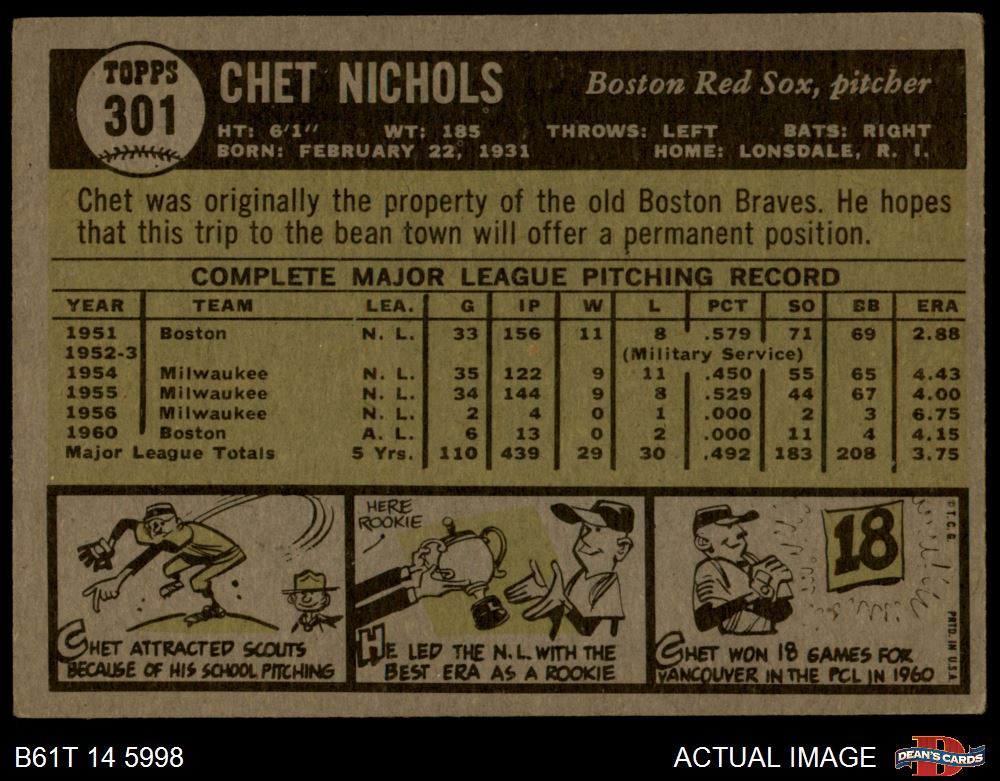 TOPPS
301
CHET NICHOLS
Boston Red Sox, pitcher
HT: 6'1" WT: 185 THROWS: LEFT BATS: RIGHT
BORN: FEBRUARY 22, 1931 HOME: LONSDALE, R. I.
Chet was originally the property of the old Boston Braves. He hopes
that this trip to the bean town will offer a permanent position.
COMPLETE MAJOR LEAGUE PITCHING RECORD
YEAR TEAM LEA. G IP W L PCT SO BB ERA
1951 Boston N. L. 33 156 11 8 .579 71 69 2.88
1952-3 (Military Service)
1954 Milwaukee N. L. 35 122 9 11 .450 55 65 4.43
1955 Milwaukee N. L. 34 144 9 8 .529 44 67 4.00
1956 Milwaukee N. L. 2 4 0 1 .000 2 3 6.75
1960 Boston A. L. 6 13 0 2 .000 11 4 4.15
Major League Totals 5 Yrs. 110 439 29 30 .492 183 208 3.75
CHET ATTRACTED SCOUTS
BECAUSE OF HIS SCHOOL PITCHING
HERE
ROOKIE
HE LED THE N.L. WITH THE
BEST ERA AS A ROOKIE
18
CHET WON 18 GAMES FOR
VANCOUVER IN THE PCL IN 1960
© T. C. G.
PRTD. IN U.S.A.
B61T 14 5998
ACTUAL IMAGE
D
DEAN'S CARDS